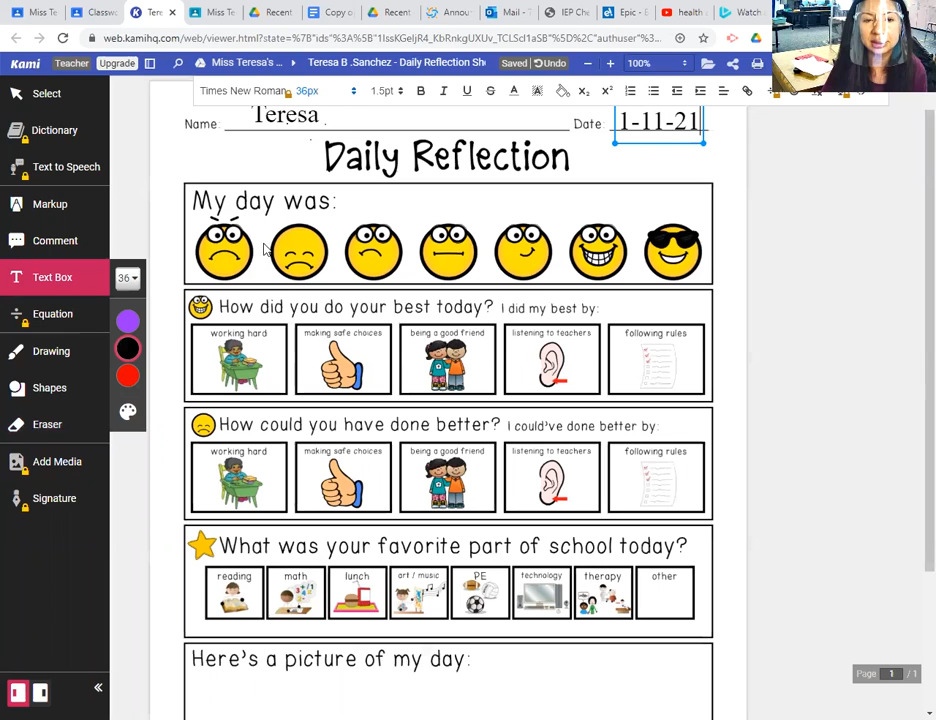 Miss Te
Classw
Tere
Miss Te
Recent
Copy o
Recent
Annou
Mail -
IEP Che
Epic - E
health
Watch
web.kamihq.com/web/viewer.html?state=%7B"ids"%3A%5B"1IssKGeIjR4_KbRnkgUXUv_TCLScl1aSB"%5D%2C"action"...
Kami Teacher Upgrade Miss Teresa's ... Teresa B .Sanchez - Daily Reflection She Saved Undo 100%
Times New Roman 36px 1.5pt B I U S A A X₂ X²
Select
Dictionary
Text to Speech
Markup
Comment
Text Box
36
Equation
Drawing
Shapes
Eraser
Add Media
Signature
Name: Teresa Date: 1-11-21
Daily Reflection
My day was:
How did you do your best today? I did my best by:
working hard making safe choices being a good friend listening to teachers following rules
How could you have done better? I could've done better by:
working hard making safe choices being a good friend listening to teachers following rules
What was your favorite part of school today?
reading math lunch art / music PE technology therapy other
Here's a picture of my day:
Page 1 / 1